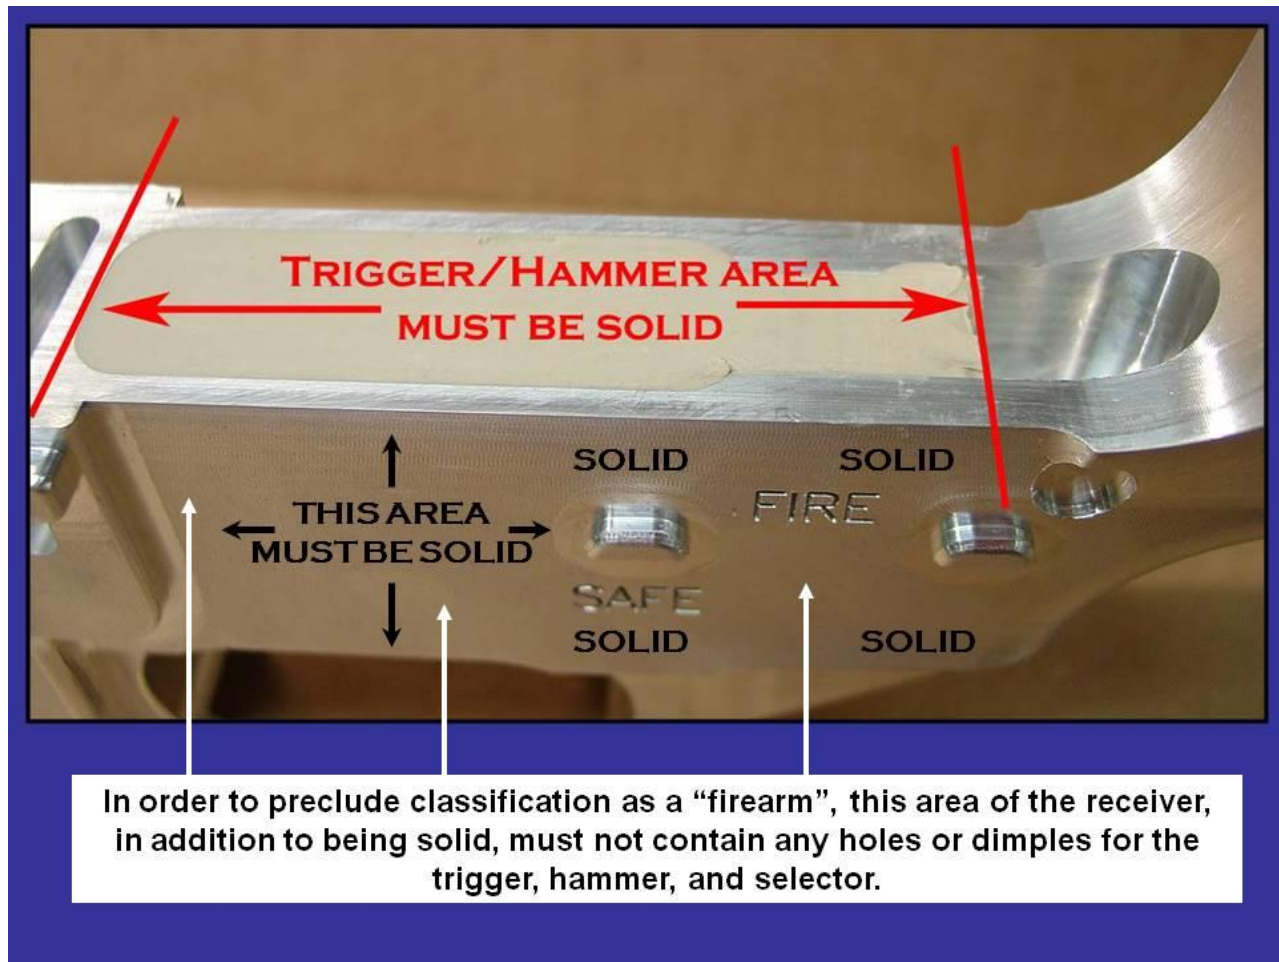 TRIGGER/HAMMER AREA
MUST BE SOLID
SOLID SOLID
FIRE
THIS AREA
MUST BE SOLID
SAFE
SOLID SOLID
In order to preclude classification as a “firearm”, this area of the receiver,
in addition to being solid, must not contain any holes or dimples for the
trigger, hammer, and selector.